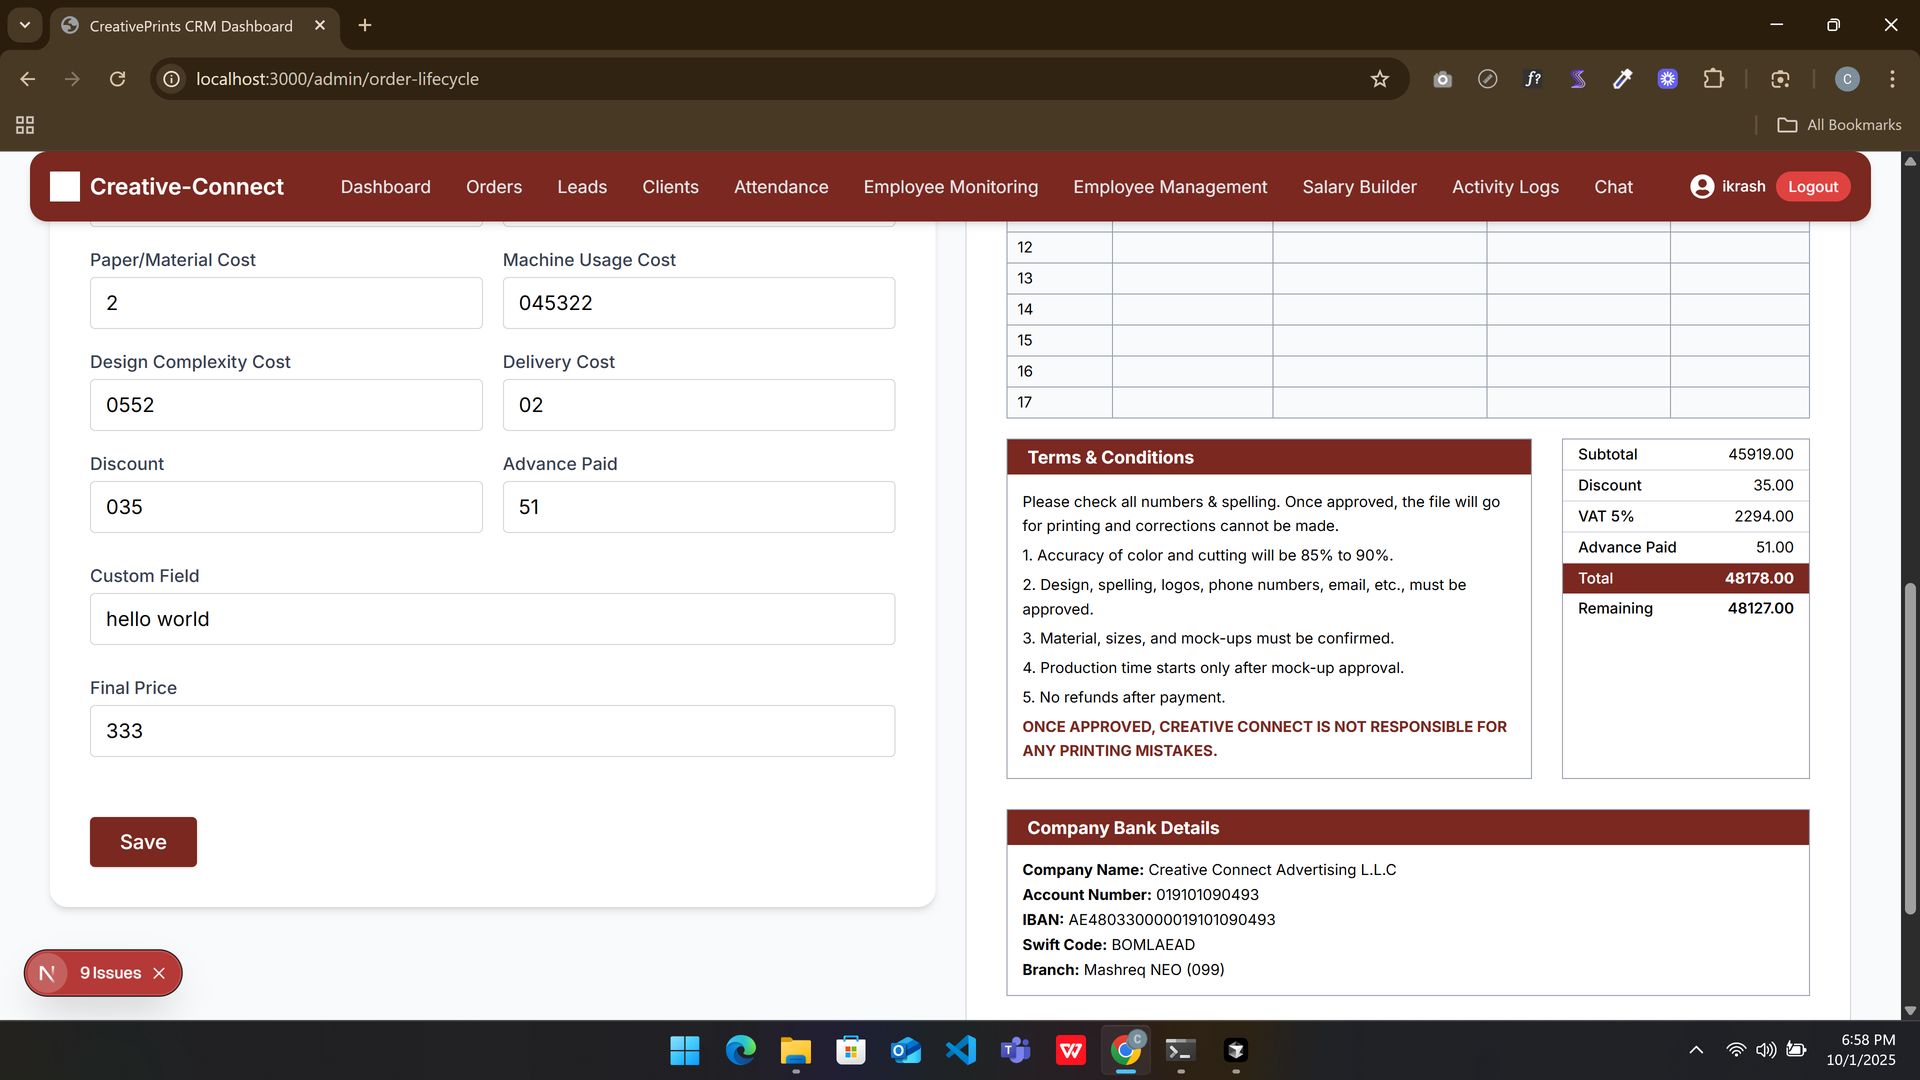 CreativePrints CRM Dashboard
localhost:3000/admin/order-lifecycle
f?
C
All Bookmarks
Creative-Connect
Dashboard
Orders
Leads
Clients
Attendance
Employee Monitoring
Employee Management
Salary Builder
Activity Logs
Chat
ikrash
Logout
Paper/Material Cost
2
Machine Usage Cost
045322
Design Complexity Cost
0552
Delivery Cost
02
Discount
035
Advance Paid
51
Custom Field
hello world
Final Price
333
Save
N 9 Issues
12
13
14
15
16
17
Terms & Conditions
Please check all numbers & spelling. Once approved, the file will go
for printing and corrections cannot be made.
1. Accuracy of color and cutting will be 85% to 90%.
2. Design, spelling, logos, phone numbers, email, etc., must be
approved.
3. Material, sizes, and mock-ups must be confirmed.
4. Production time starts only after mock-up approval.
5. No refunds after payment.
ONCE APPROVED, CREATIVE CONNECT IS NOT RESPONSIBLE FOR
ANY PRINTING MISTAKES.
Subtotal 45919.00
Discount 35.00
VAT 5% 2294.00
Advance Paid 51.00
Total 48178.00
Remaining 48127.00
Company Bank Details
Company Name: Creative Connect Advertising L.L.C
Account Number: 019101090493
IBAN: AE480330000019101090493
Swift Code: BOMLAEAD
Branch: Mashreq NEO (099)
C
6:58 PM
10/1/2025